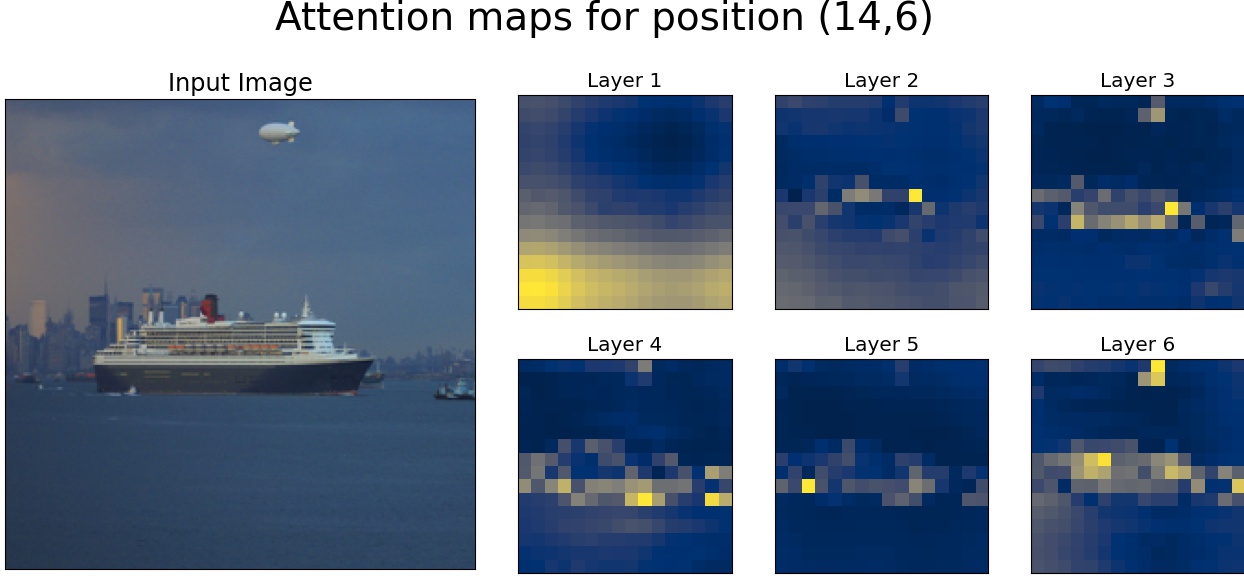 Attention maps for position (14,6)
Input Image
Layer 1
Layer 2
Layer 3
Layer 4
Layer 5
Layer 6